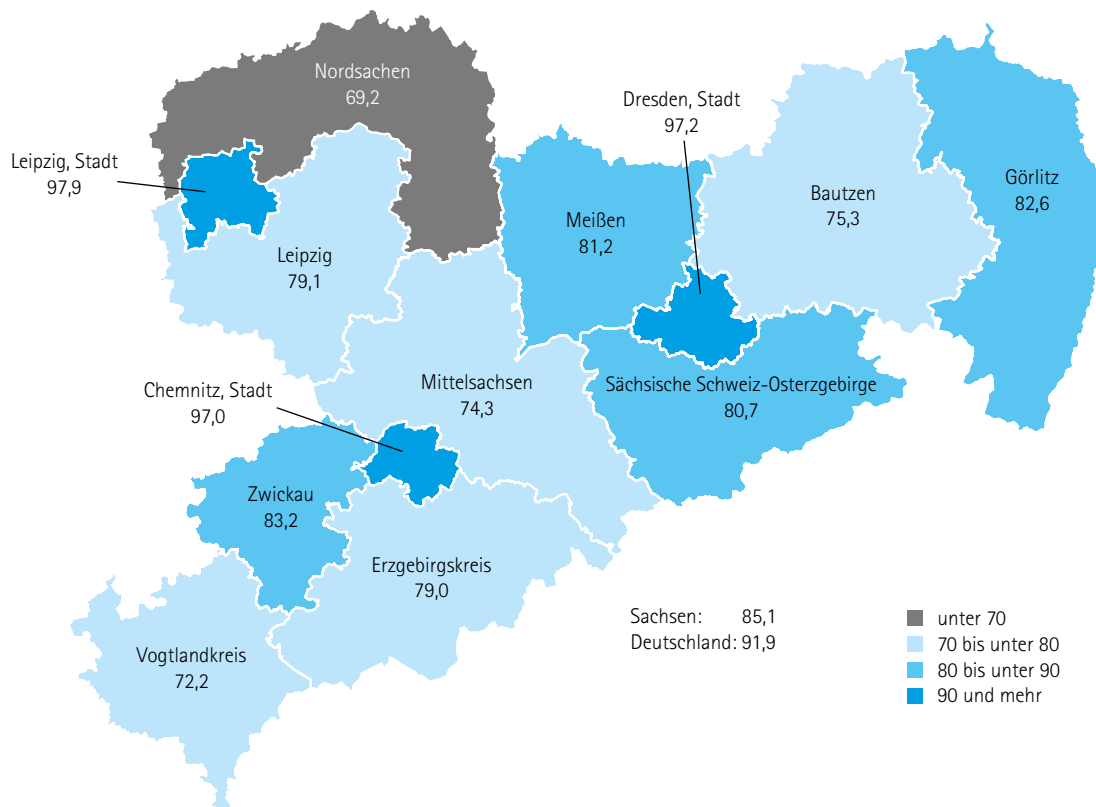 Nordsachen
69,2
Dresden, Stadt
97,2
Leipzig, Stadt
97,9
Görlitz
82,6
Bautzen
75,3
Meißen
81,2
Leipzig
79,1
Mittelsachsen
74,3
Sächsische Schweiz-Osterzgebirge
80,7
Chemnitz, Stadt
97,0
Zwickau
83,2
Erzgebirgskreis
79,0
Vogtlandkreis
72,2
Sachsen: 85,1
Deutschland: 91,9
unter 70
70 bis unter 80
80 bis unter 90
90 und mehr